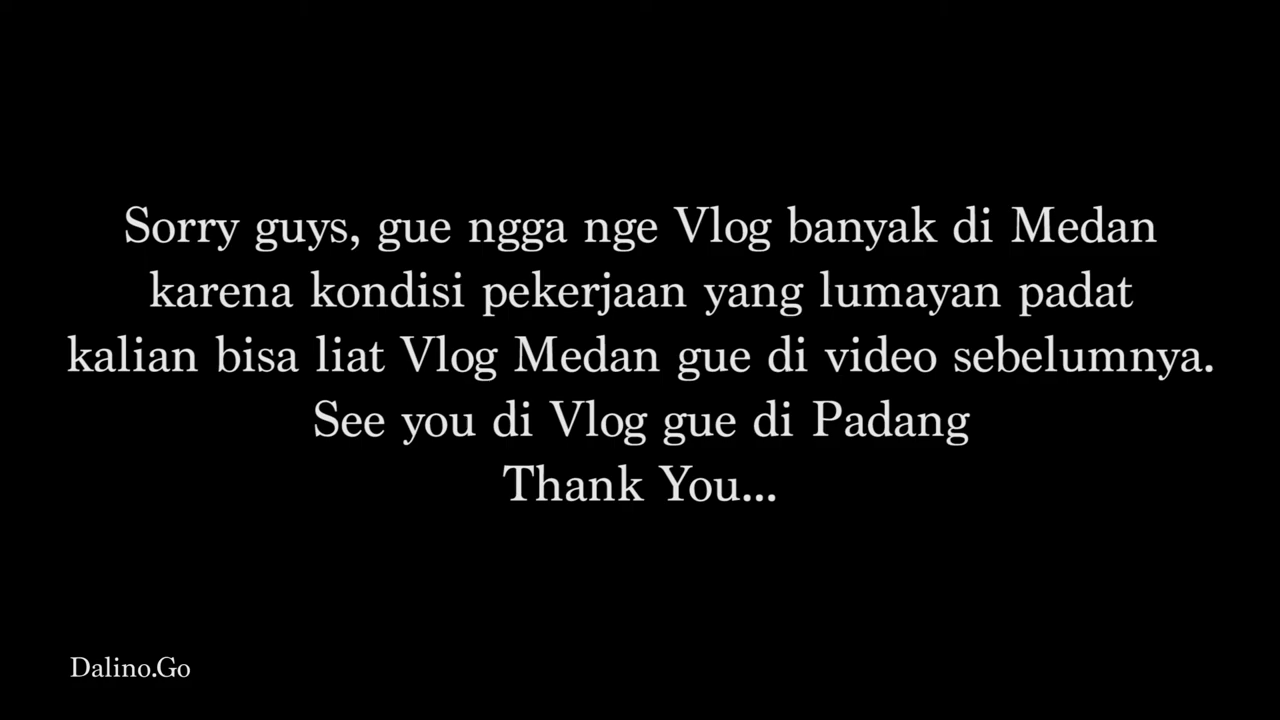 Sorry guys, gue ngga nge Vlog banyak di Medan
karena kondisi pekerjaan yang lumayan padat
kalian bisa liat Vlog Medan gue di video sebelumnya.
See you di Vlog gue di Padang
Thank You...
Dalino.Go